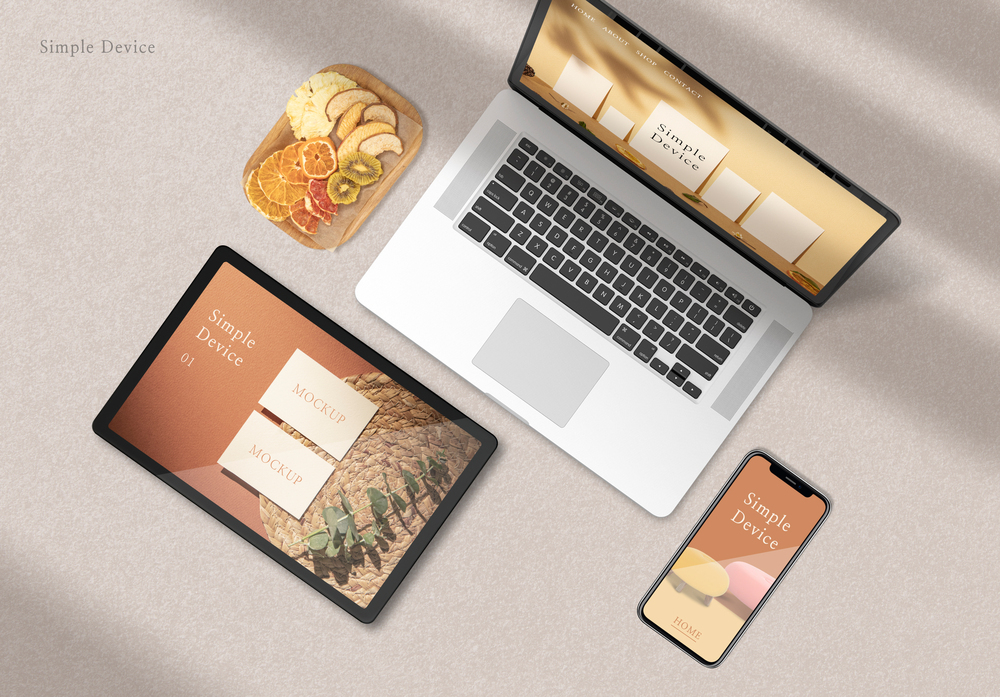 Simple Device
HOME ABOUT SHOP CONTACT
Simple
Device
Simple
Device
01
MOCKUP
MOCKUP
Simple
Device
HOME